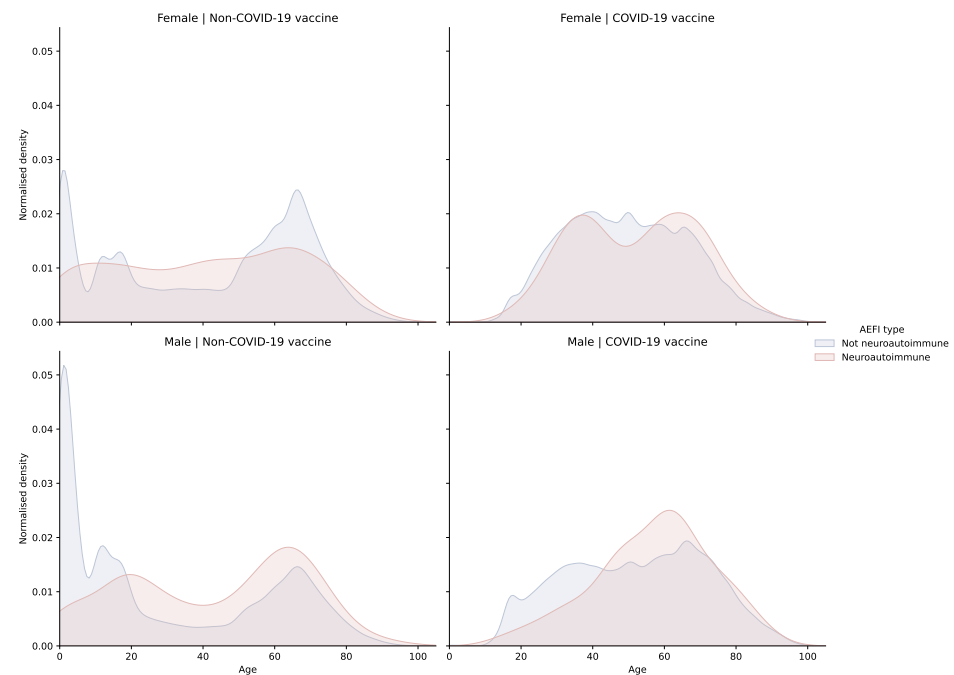 Female | Non-COVID-19 vaccine
Female | COVID-19 vaccine
0.05
0.04
0.03
0.02
0.01
0.00
Normalised density
Male | Non-COVID-19 vaccine
Male | COVID-19 vaccine
AEFI type
Not neuroautoimmune
Neuroautoimmune
0.05
0.04
0.03
0.02
0.01
0.00
Normalised density
0 20 40 60 80 100
0 20 40 60 80 100
Age
Age